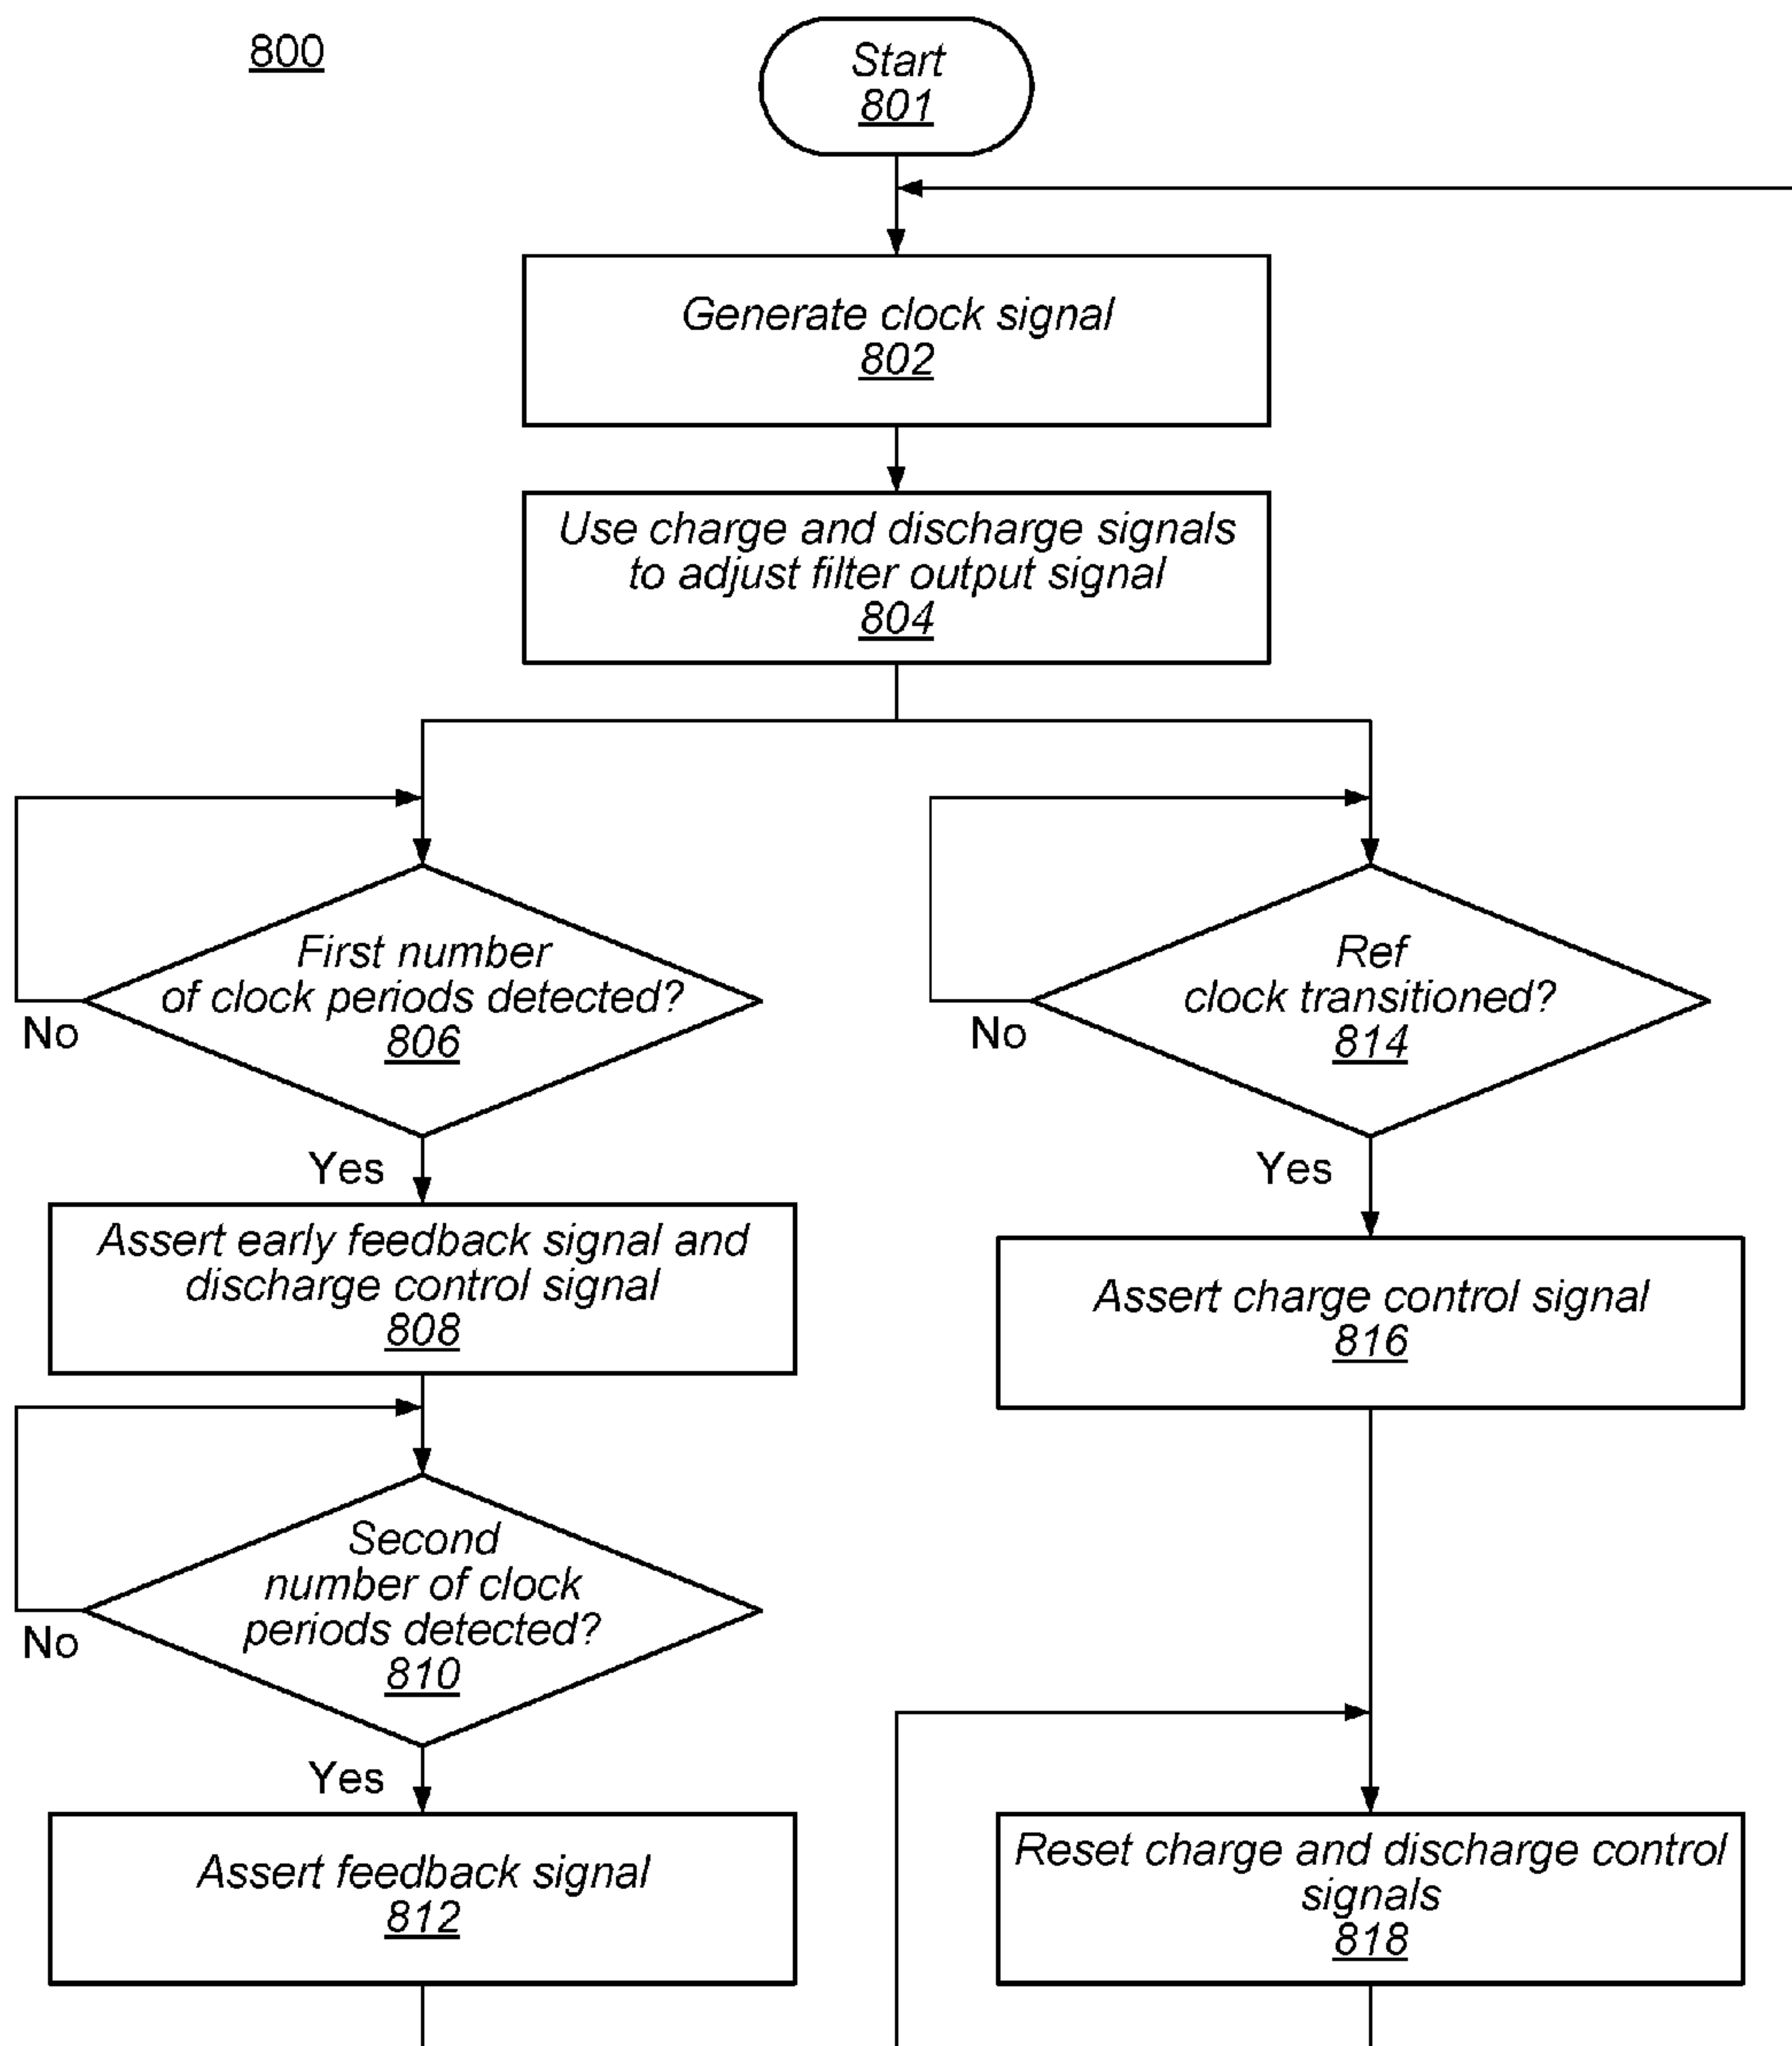 800
Start
801
Generate clock signal
802
Use charge and discharge signals
to adjust filter output signal
804
First number
of clock periods detected?
806
No
Yes
Assert early feedback signal and
discharge control signal
808
Second
number of clock
periods detected?
810
No
Yes
Assert feedback signal
812
Ref
clock transitioned?
814
No
Yes
Assert charge control signal
816
Reset charge and discharge control
signals
818